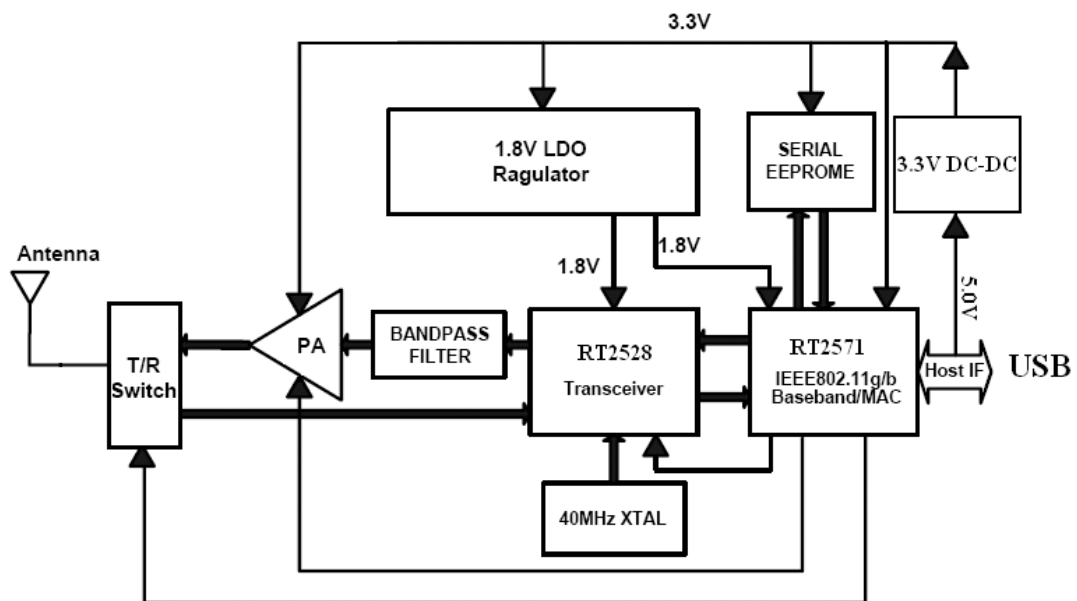 3.3V
1.8V LDO
Ragulator
SERIAL
EEPROME
3.3V DC-DC
1.8V
1.8V
5.0V
Antenna
T/R
Switch
PA
BANDPASS
FILTER
RT2528
Transceiver
RT2571
IEEE802.11g/b
Baseband/MAC
Host IF
USB
40MHz XTAL